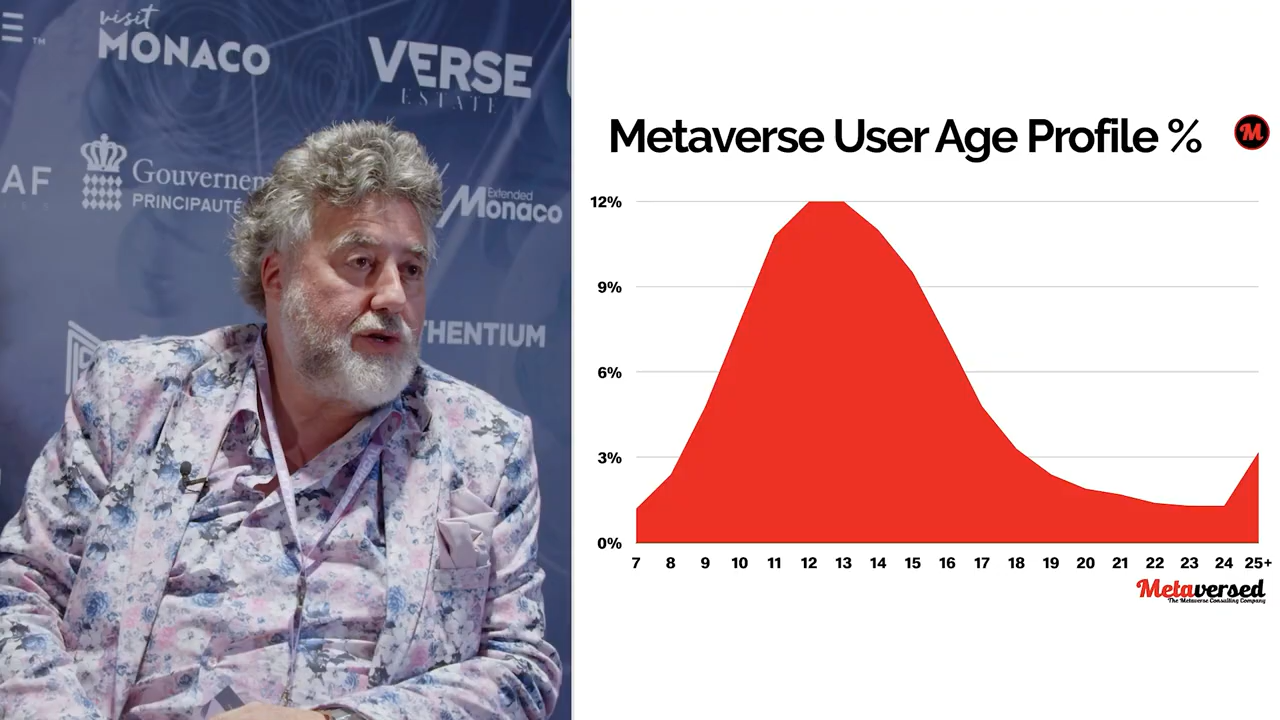 E™
visit
MONACO
VERSE
ESTATE
AF
Gouvernem
PRINCIPAUTÉ
Extended
Monaco
THENTIUM
Metaverse User Age Profile %
M
12%
9%
6%
3%
0%
7 8 9 10 11 12 13 14 15 16 17 18 19 20 21 22 23 24 25+
Metaversed
The Metaverse Consulting Company